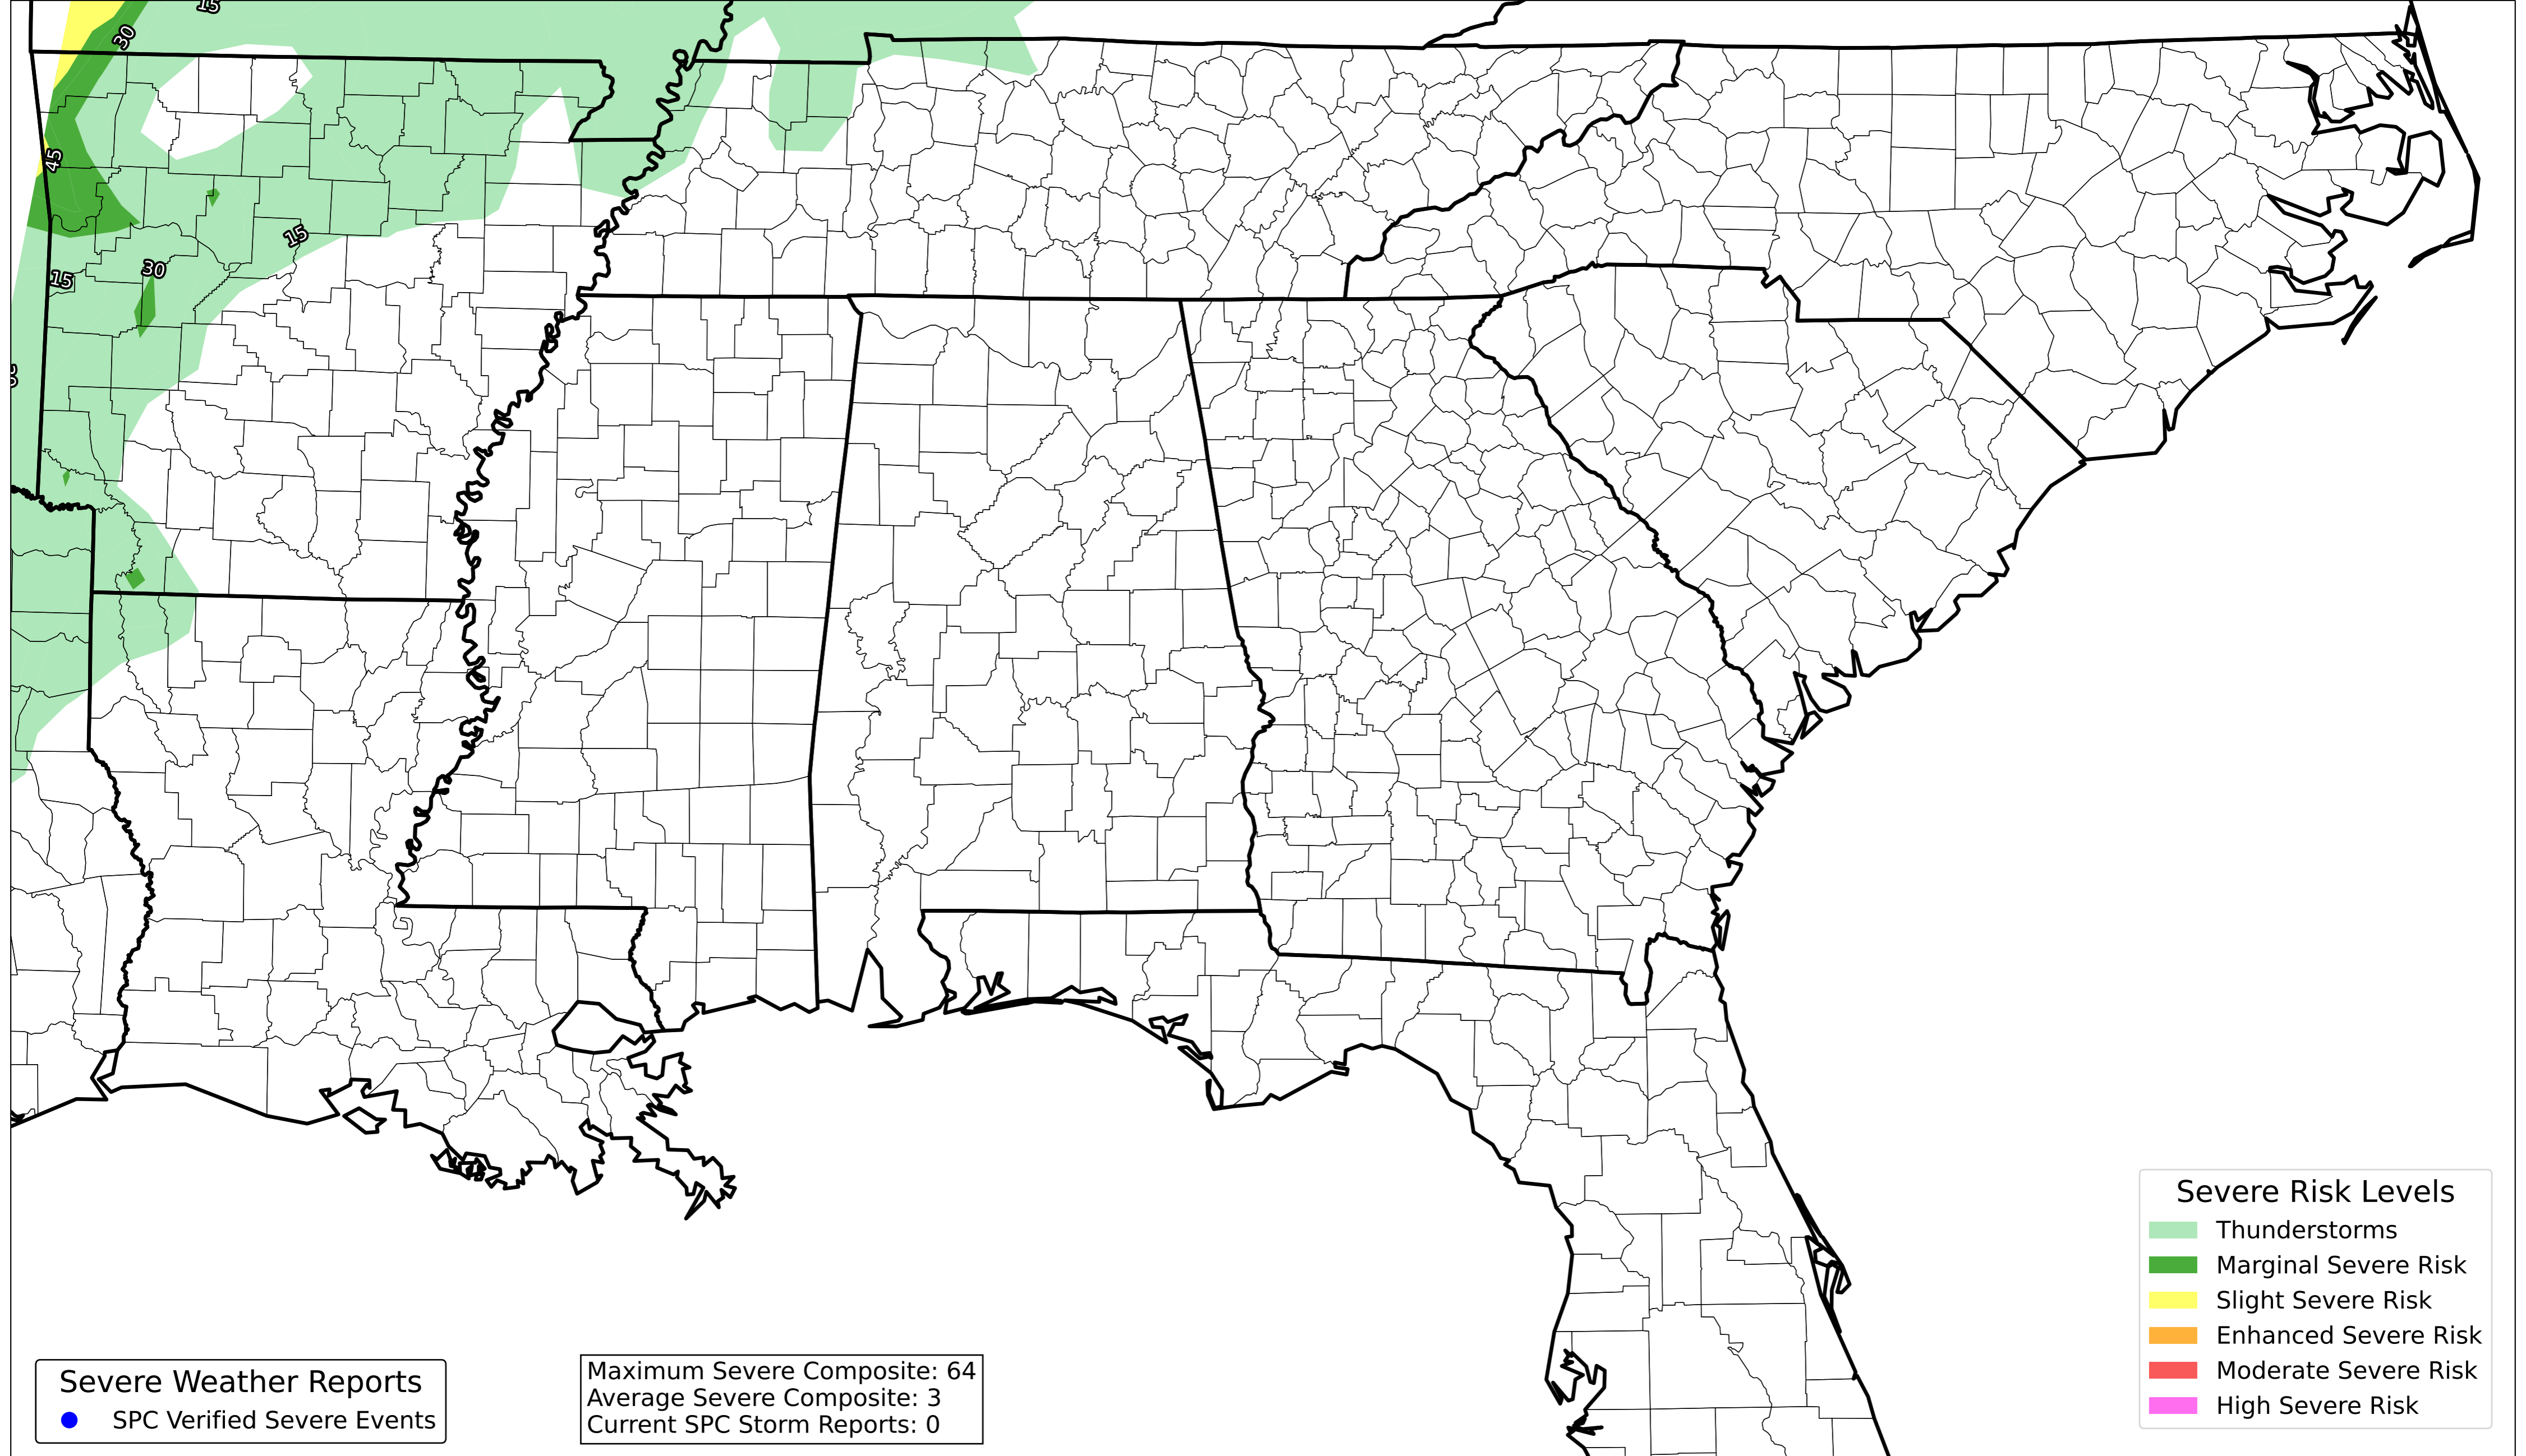 15
30
45
15
30
15
Severe Risk Levels
Thunderstorms
Marginal Severe Risk
Slight Severe Risk
Enhanced Severe Risk
Moderate Severe Risk
High Severe Risk
Severe Weather Reports
SPC Verified Severe Events
Maximum Severe Composite: 64
Average Severe Composite: 3
Current SPC Storm Reports: 0